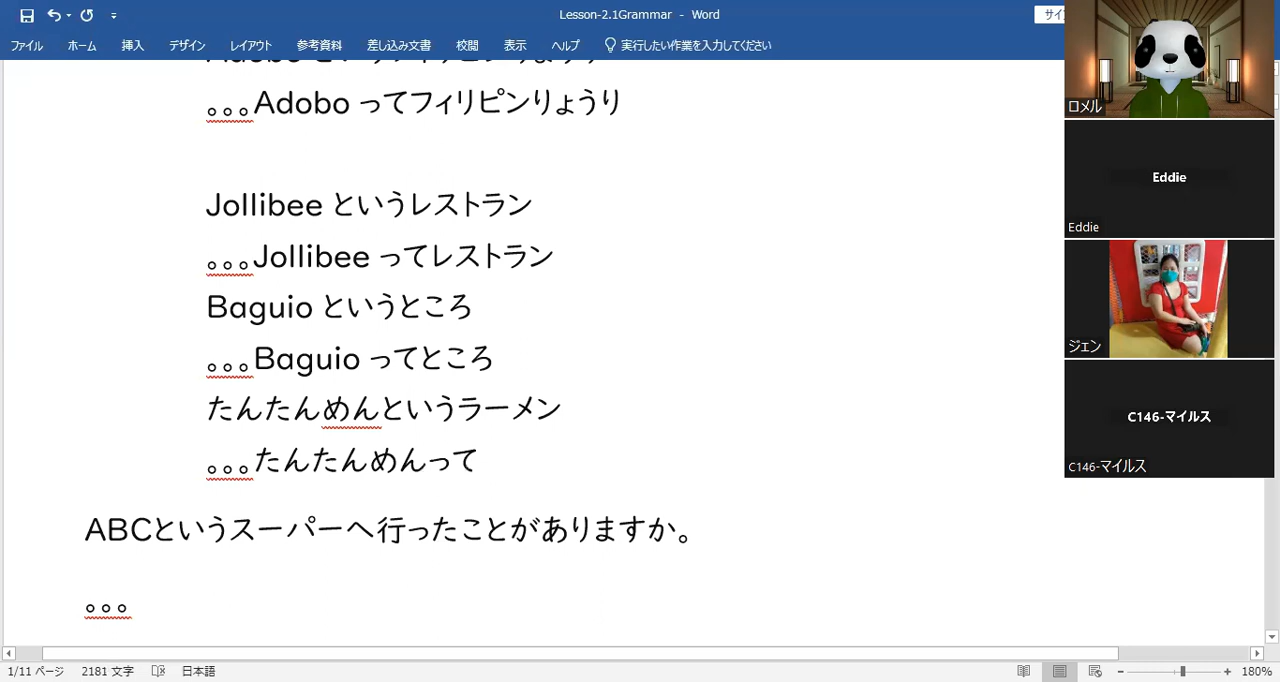 Lesson-2.1Grammar - Word
サイ
ファイル ホーム 挿入 デザイン レイアウト 参考資料 差し込み文書 校閲 表示 ヘルプ 実行したい作業を入力してください
。。。Adobo ってフィリピンりょうり
Jollibee というレストラン
。。。Jollibee ってレストラン
Baguio というところ
。。。Baguio ってところ
たんたんめんというラーメン
。。。たんたんめんって
ABCというスーパーへ行ったことがありますか。
。。。
ロメル
Eddie
Eddie
ジェン
C146-マイルス
C146-マイルス
1/11 ページ 2181 文字 日本語 180%